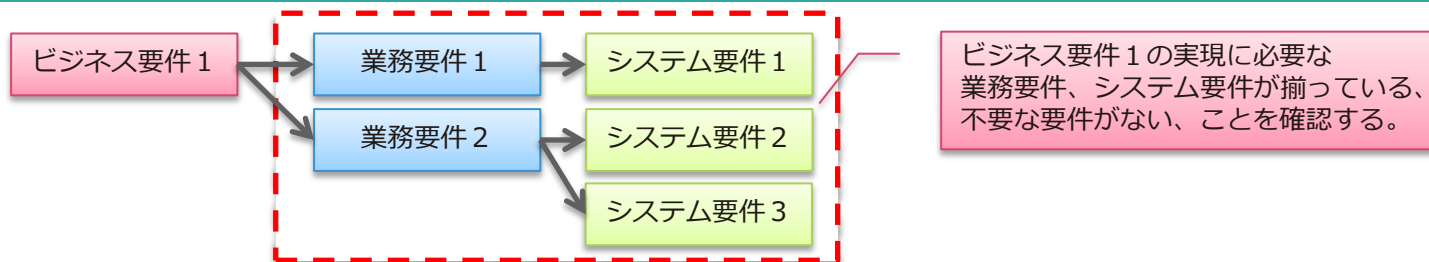 ビジネス要件１
業務要件１
システム要件１
業務要件２
システム要件２
システム要件３
ビジネス要件１の実現に必要な
業務要件、システム要件が揃っている、
不要な要件がない、ことを確認する。